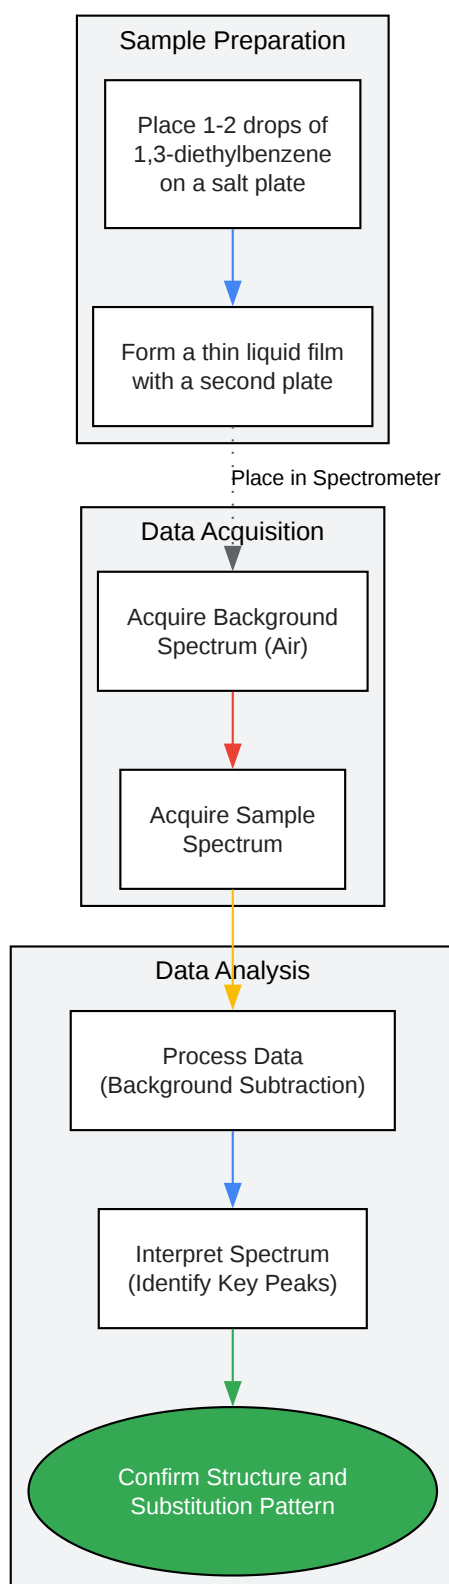 Sample Preparation
Place 1-2 drops of
1,3-diethylbenzene
on a salt plate
Form a thin liquid film
with a second plate
Place in Spectrometer
Data Acquisition
Acquire Background
Spectrum (Air)
Acquire Sample
Spectrum
Data Analysis
Process Data
(Background Subtraction)
Interpret Spectrum
(Identify Key Peaks)
Confirm Structure and
Substitution Pattern